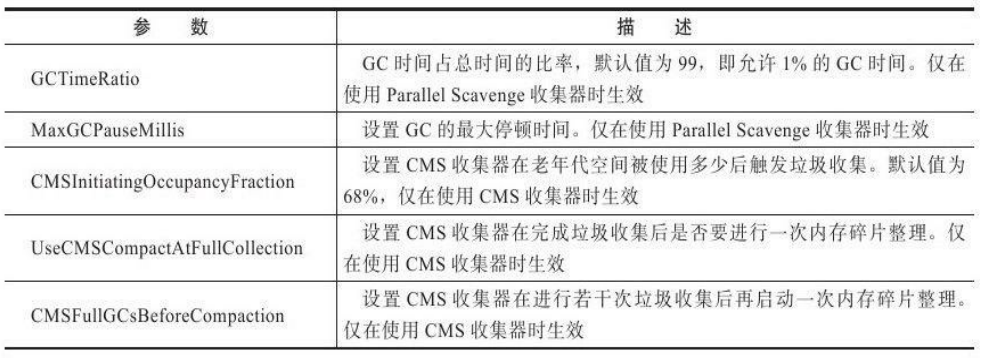 参 数 描 述
GCTimeRatio
GC 时间占总时间的比率，默认值为 99，即允许 1% 的 GC 时间。仅在
使用 Parallel Scavenge 收集器时生效
MaxGCPauseMillis
设置 GC 的最大停顿时间。仅在使用 Parallel Scavenge 收集器时生效
CMSInitiatingOccupancyFraction
设置 CMS 收集器在老年代空间被使用多少后触发垃圾收集。默认值为
68%，仅在使用 CMS 收集器时生效
UseCMSCompactAtFullCollection
设置 CMS 收集器在完成垃圾收集后是否要进行一次内存碎片整理。仅
在使用 CMS 收集器时生效
CMSFullGCsBeforeCompaction
设置 CMS 收集器在进行若干次垃圾收集后再启动一次内存碎片整理。
仅在使用 CMS 收集器时生效